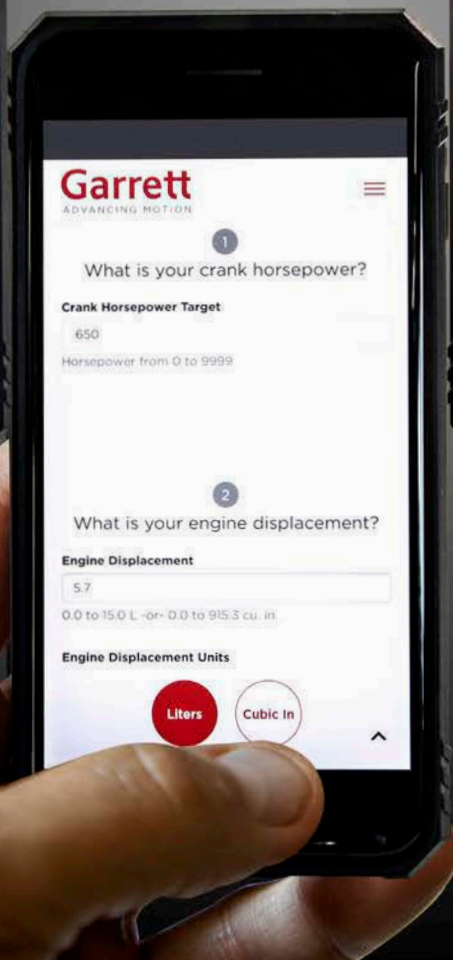 Garrett
ADVANCING MOTION
1
What is your crank horsepower?
Crank Horsepower Target
650
Horsepower from 0 to 9999
2
What is your engine displacement?
Engine Displacement
5.7
0.0 to 15.0 L -or- 0.0 to 915.3 cu. in.
Engine Displacement Units
Liters
Cubic In